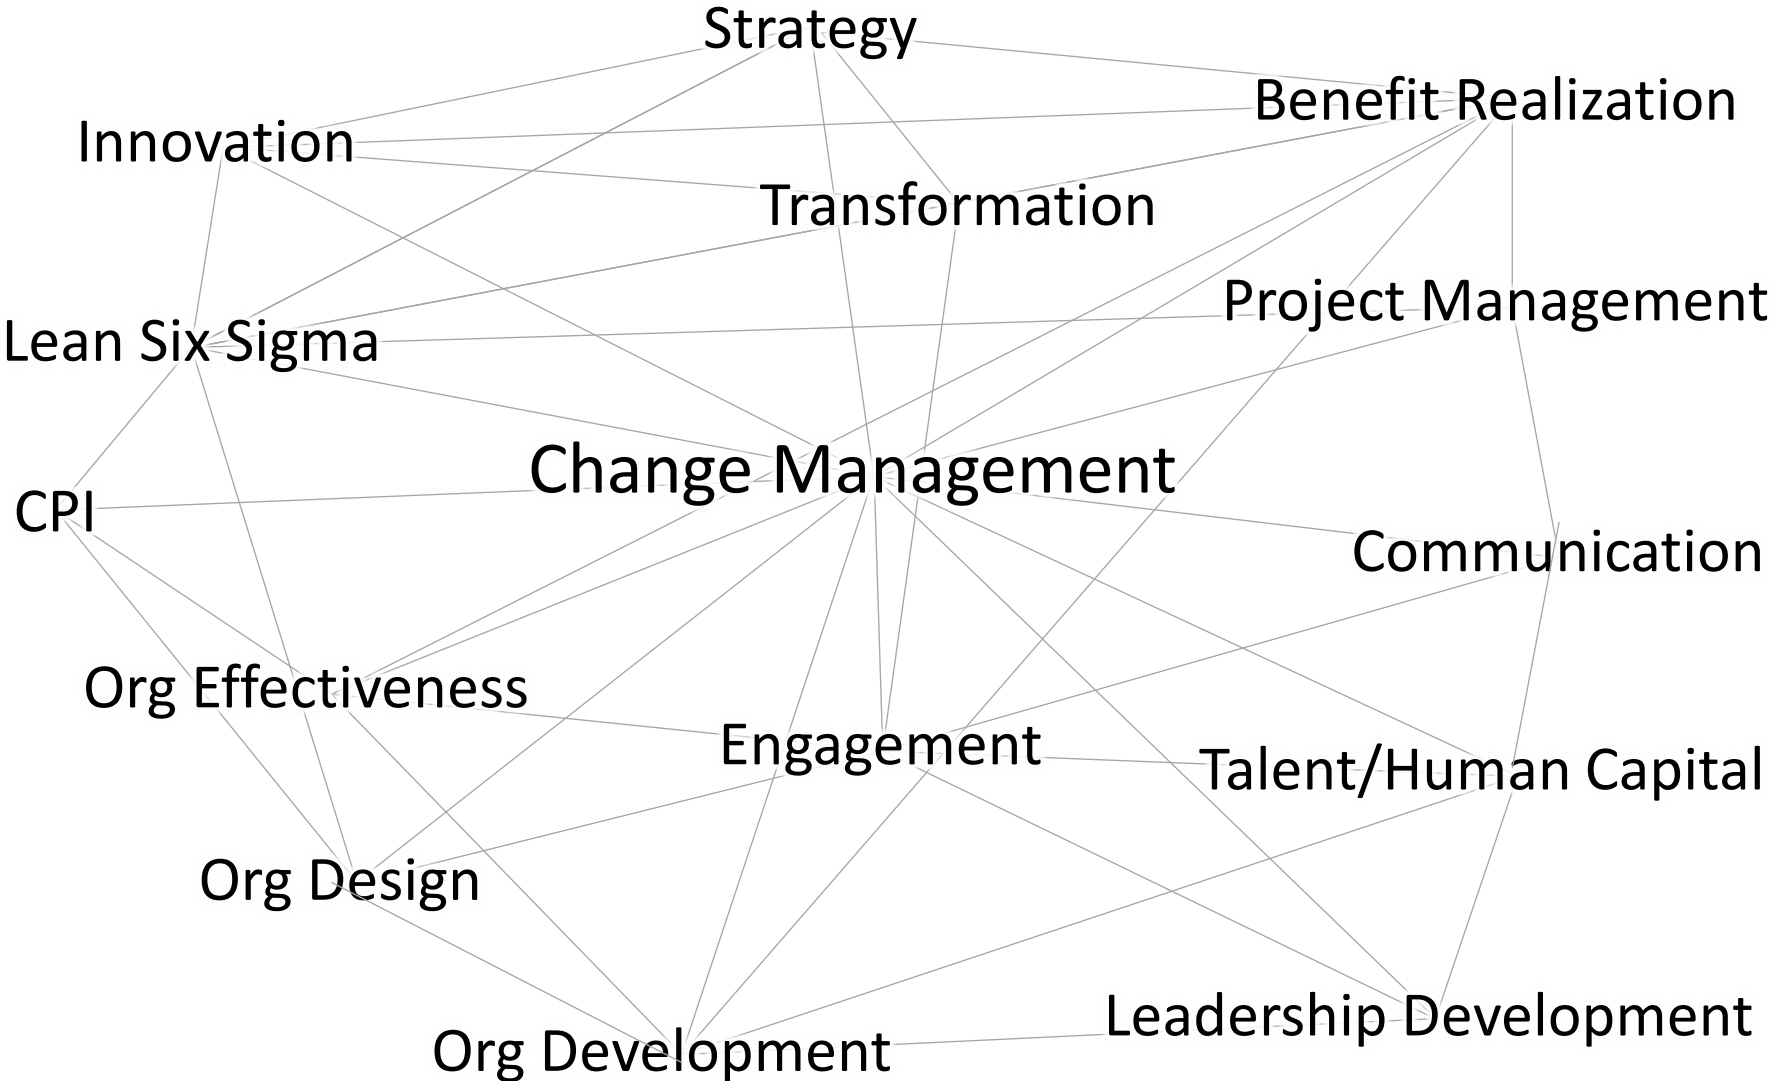 Strategy
Benefit Realization
Innovation
Transformation
Project Management
Lean Six Sigma
Change Management
CPI
Communication
Org Effectiveness
Engagement
Talent/Human Capital
Org Design
Leadership Development
Org Development